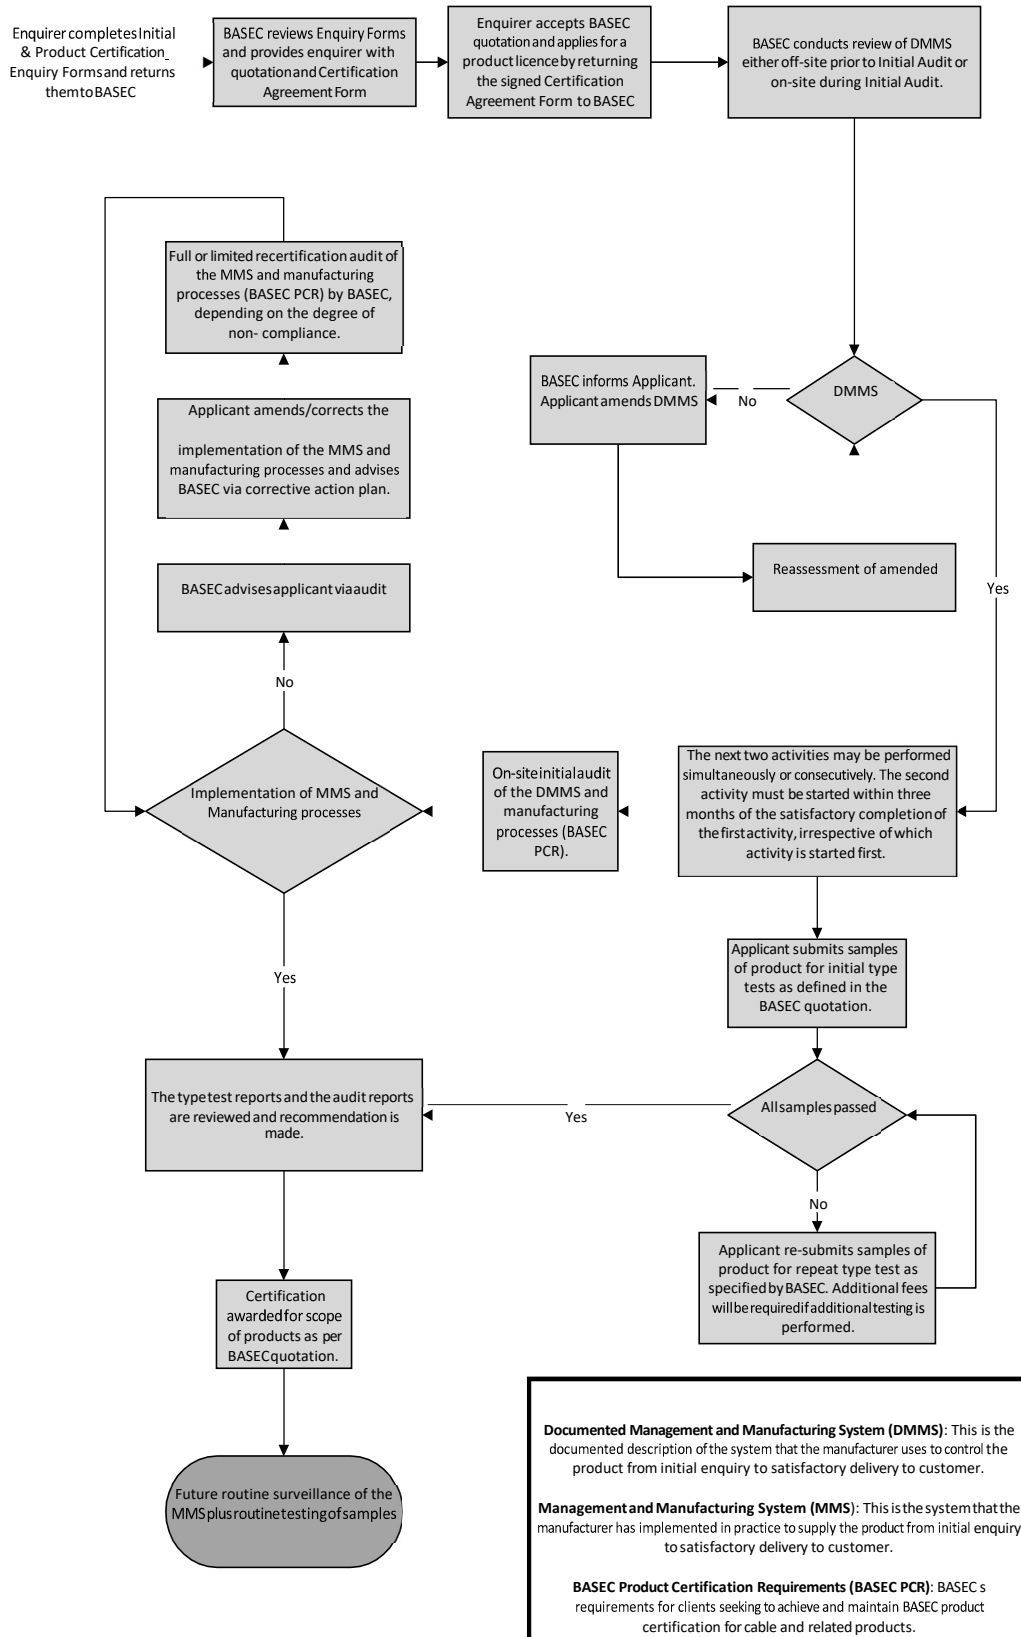 Enquirer completes Initial
& Product Certification
Enquiry Forms and returns
them to BASEC
BASEC reviews Enquiry Forms
and provides enquirer with
quotation and Certification
Agreement Form
Enquirer accepts BASEC
quotation and applies for a
product licence by returning
the signed Certification
Agreement Form to BASEC
BASEC conducts review of DMMS
either off-site prior to Initial Audit or
on-site during Initial Audit.
Full or limited recertification audit of
the MMS and manufacturing
processes (BASEC PCR) by BASEC,
depending on the degree of
non- compliance.
BASEC informs Applicant.
Applicant amends DMMS
No
DMMS
Applicant amends/corrects the
implementation of the MMS and
manufacturing processes and advises
BASEC via corrective action plan.
Reassessment of amended
Yes
BASEC advises applicant via audit
No
Implementation of MMS and
Manufacturing processes
On-site initial audit
of the DMMS and
manufacturing
processes (BASEC
PCR).
The next two activities may be performed
simultaneously or consecutively. The second
activity must be started within three
months of the satisfactory completion of
the first activity, irrespective of which
activity is started first.
Applicant submits samples
of product for initial type
tests as defined in the
BASEC quotation.
Yes
The type test reports and the audit reports
are reviewed and recommendation is
made.
Yes
All samples passed
No
Applicant re-submits samples of
product for repeat type test as
specified by BASEC. Additional fees
will be required if additional testing is
performed.
Certification
awarded for scope
of products as per
BASEC quotation.
Future routine surveillance of the
MMS plus routine testing of samples
Documented Management and Manufacturing System (DMMS): This is the
documented description of the system that the manufacturer uses to control the
product from initial enquiry to satisfactory delivery to customer.
Management and Manufacturing System (MMS): This is the system that the
manufacturer has implemented in practice to supply the product from initial enquiry
to satisfactory delivery to customer.
BASEC Product Certification Requirements (BASEC PCR): BASEC s
requirements for clients seeking to achieve and maintain BASEC product
certification for cable and related products.